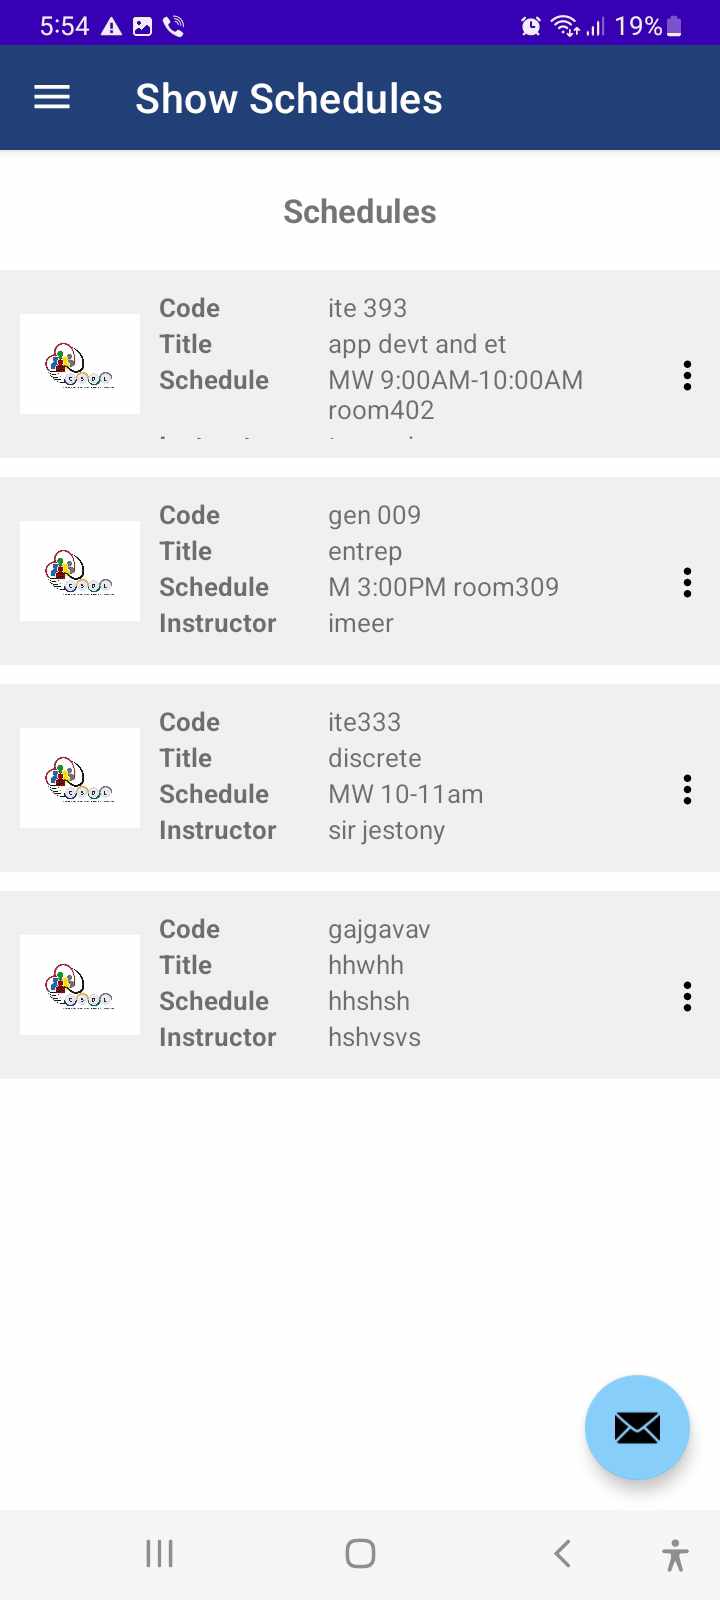 5:54 19%
Show Schedules
Schedules
Code ite 393
Title app devt and et
Schedule MW 9:00AM-10:00AM
room402
Code gen 009
Title entrep
Schedule M 3:00PM room309
Instructor imeer
Code ite333
Title discrete
Schedule MW 10-11am
Instructor sir jestony
Code gajgavav
Title hhwhh
Schedule hhshsh
Instructor hshvsvs